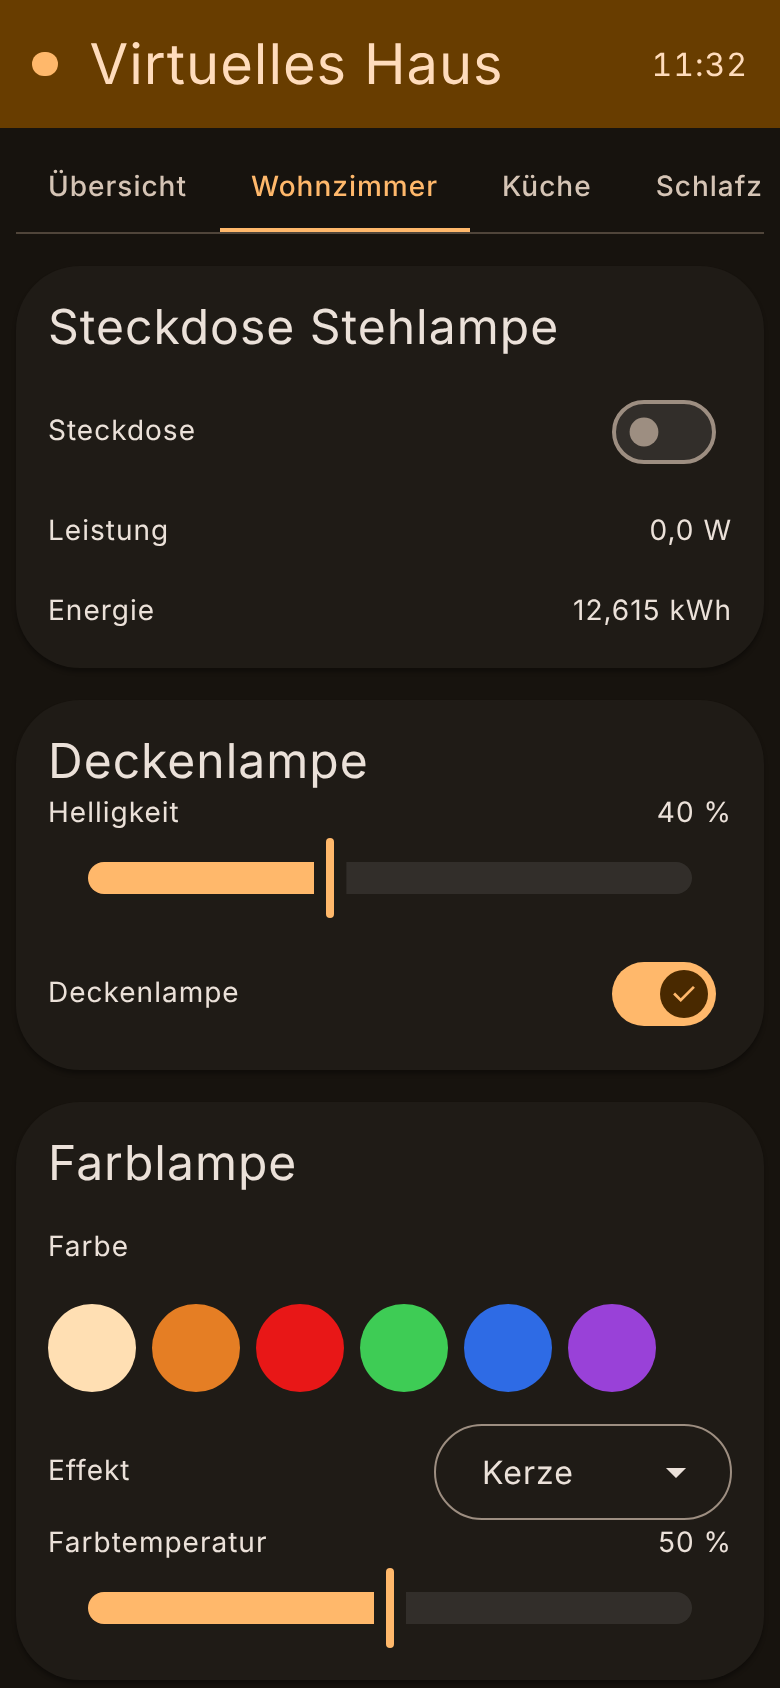 Virtuelles Haus 11:32
Übersicht Wohnzimmer Küche Schlafz
Steckdose Stehlampe
Steckdose
Leistung 0,0 W
Energie 12,615 kWh
Deckenlampe
Helligkeit 40 %
Deckenlampe
Farblampe
Farbe
Effekt Kerze
Farbtemperatur 50 %